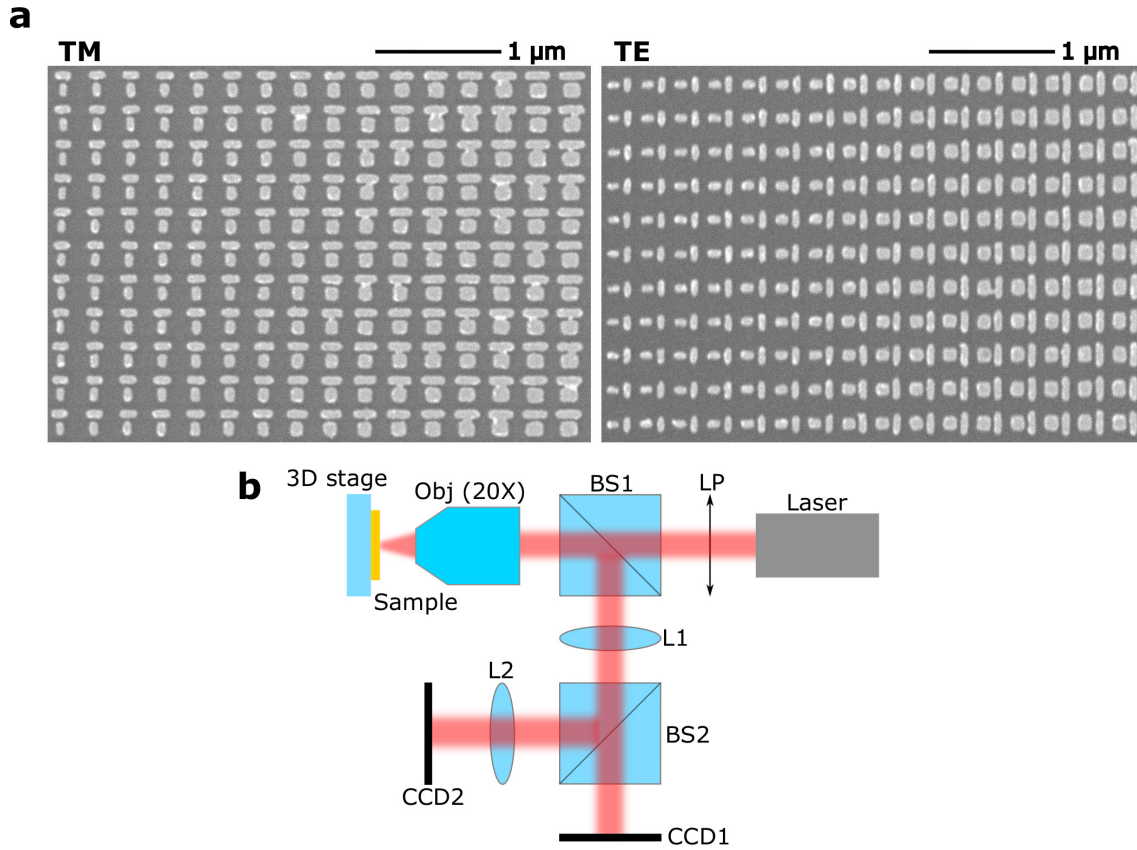 a
TM
1 µm
TE
1 µm
b
3D stage
Obj (20X)
BS1
LP
Laser
Sample
L1
L2
BS2
CCD2
CCD1